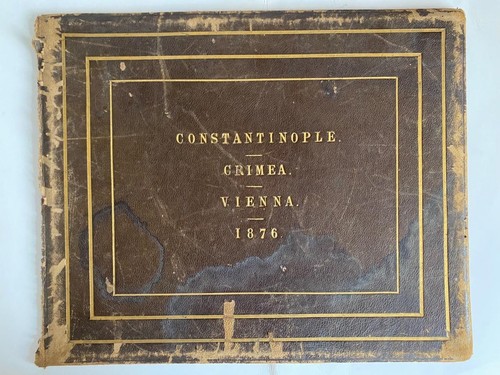 CONSTANTINOPLE.
CRIMEA.
VIENNA.
1876